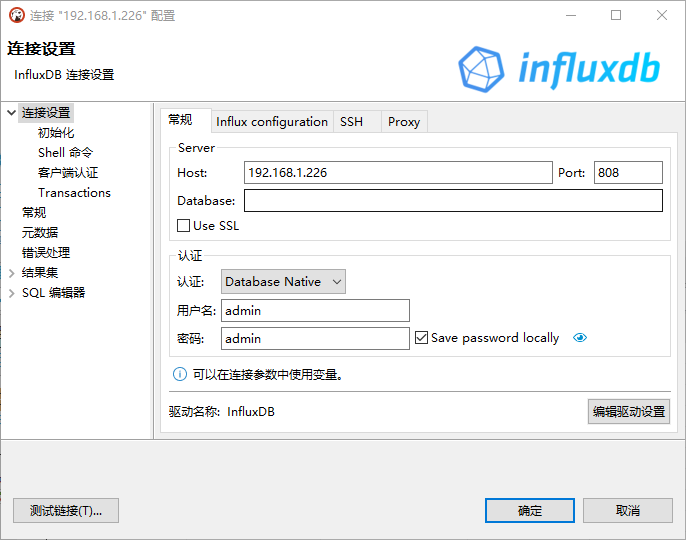 连接 "192.168.1.226" 配置
连接设置
InfluxDB 连接设置
influxdb
连接设置
初始化
Shell 命令
客户端认证
Transactions
常规
元数据
错误处理
结果集
SQL 编辑器
常规 Influx configuration SSH Proxy
Server
Host: 192.168.1.226 Port: 808
Database:
Use SSL
认证
认证: Database Native
用户名: admin
密码: admin Save password locally
可以在连接参数中使用变量。
驱动名称: InfluxDB 编辑驱动设置
测试链接(T)... 确定 取消